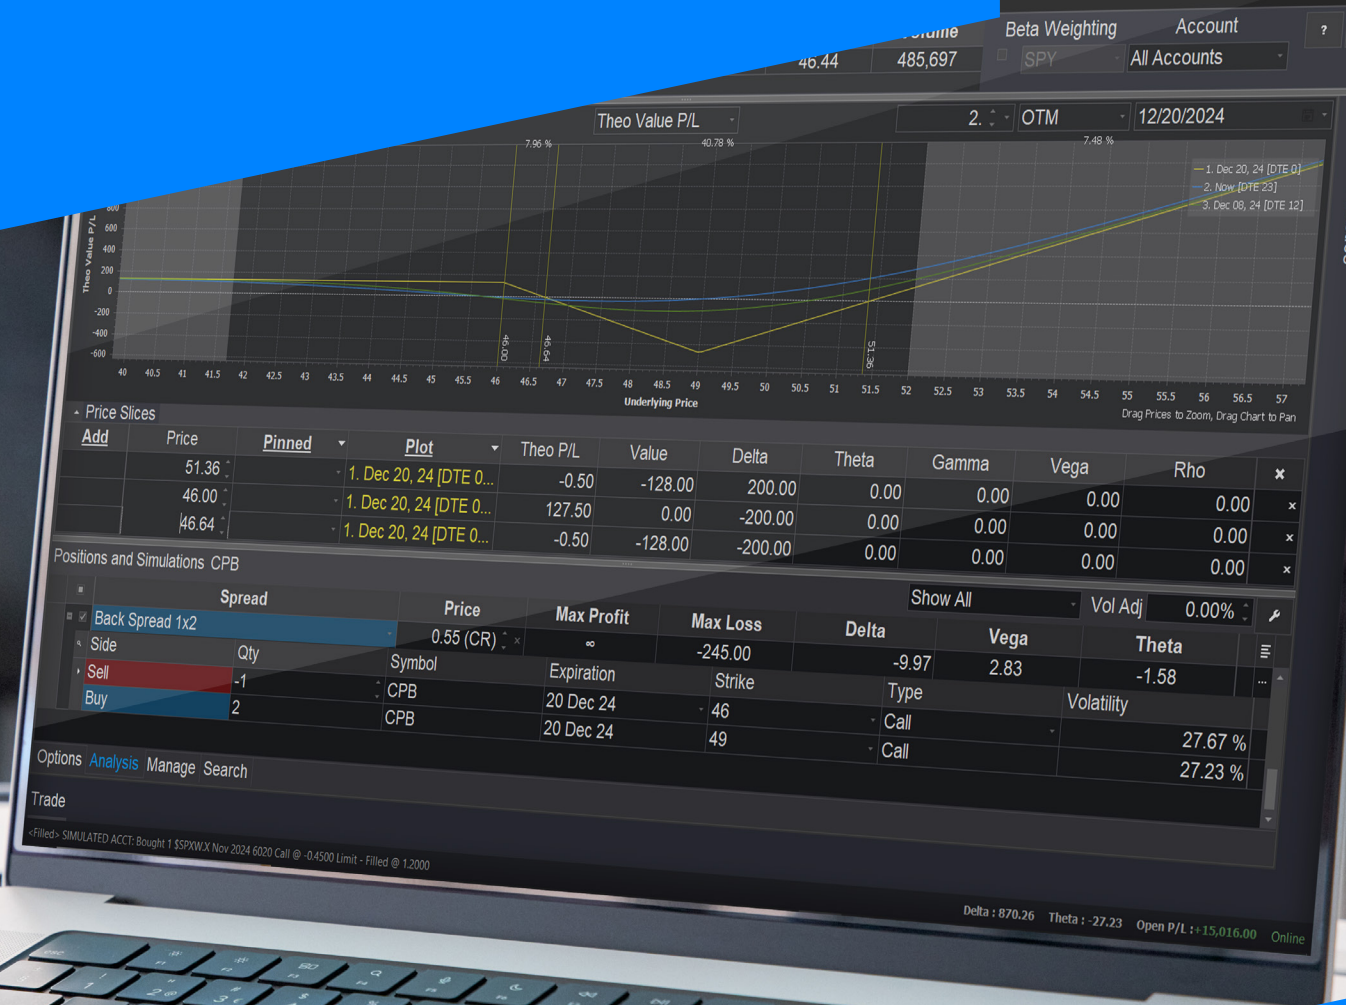 Beta Weighting Account ?
46.44 485,697 SPY All Accounts
Theo Value P/L 2. OTM 12/20/2024
7.96 % 40.78 % 7.48 %
1. Dec 20, 24 [DTE 0]
2. Now [DTE 23]
3. Dec 08, 24 [DTE 12]
Theo Value P/L
800
600
400
200
0
-200
-400
-600
46.00 46.64 51.36
40 40.5 41 41.5 42 42.5 43 43.5 44 44.5 45 45.5 46 46.5 47 47.5 48 48.5 49 49.5 50 50.5 51 51.5 52 52.5 53 53.5 54 54.5 55 55.5 56 56.5 57
Underlying Price
Drag Prices to Zoom, Drag Chart to Pan
Price Slices
Add Price Pinned Plot Theo P/L Value Delta Theta Gamma Vega Rho
51.36 1. Dec 20, 24 [DTE 0... -0.50 -128.00 200.00 0.00 0.00 0.00 0.00
46.00 1. Dec 20, 24 [DTE 0... 127.50 0.00 -200.00 0.00 0.00 0.00 0.00
46.64 1. Dec 20, 24 [DTE 0... -0.50 -128.00 -200.00 0.00 0.00 0.00 0.00
Positions and Simulations CPB
Show All Vol Adj 0.00%
Spread Price Max Profit Max Loss Delta Vega Theta
Back Spread 1x2 0.55 (CR) ∞ -245.00 -9.97 2.83 -1.58
Side Qty Symbol Expiration Strike Type Volatility
Sell -1 CPB 20 Dec 24 46 Call 27.67 %
Buy 2 CPB 20 Dec 24 49 Call 27.23 %
Options Analysis Manage Search
Trade
<Filled> SIMULATED ACCT: Bought 1 $SPXW.X Nov 2024 6020 Call @ -0.4500 Limit - Filled @ 1.2000
Delta : 870.26 Theta : -27.23 Open P/L :+15,016.00 Online
esc